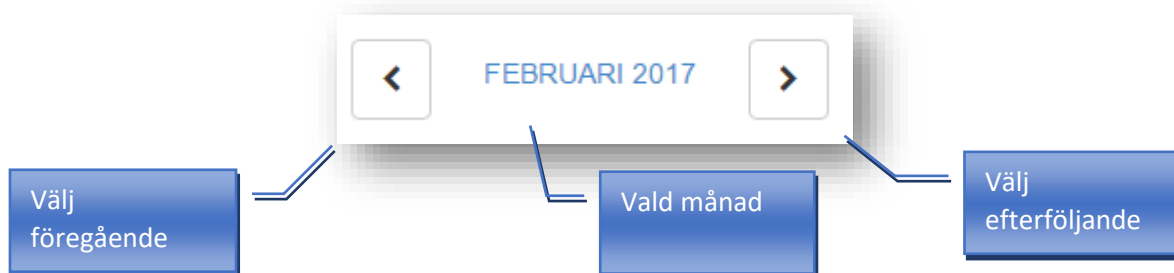 FEBRUARI 2017
Välj
föregående
Vald månad
Välj
efterföljande